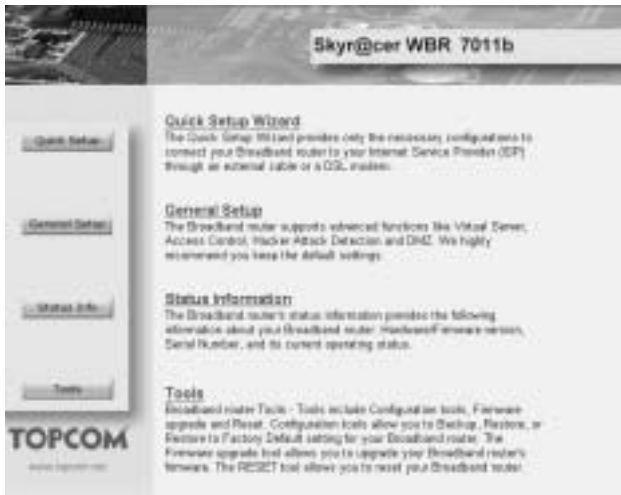 Skyr@cer WBR 7011b
Quick Setup
General Setup
Status Info
Tools
TOPCOM
Quick Setup Wizard
The Quick Setup Wizard provides only the necessary configurations to
connect your Broadband router to your Internet Service Provider (ISP)
through an external cable or a DSL modem.
General Setup
The Broadband router supports advanced functions like Virtual Server,
Access Control, Hacker Attack Detection and DMZ. We highly
recommend you keep the default settings.
Status Information
The Broadband router's status information provides the following
information about your Broadband router: Hardware/Firmware version,
Serial Number, and its current operating status.
Tools
Broadband router Tools - Tools include Configuration tools, Firmware
upgrade and Reset. Configuration tools allow you to Backup, Restore, or
Restore to Factory Default setting for your Broadband router. The
Firmware upgrade tool allows you to upgrade your Broadband router's
firmware. The RESET tool allows you to reset your Broadband router.